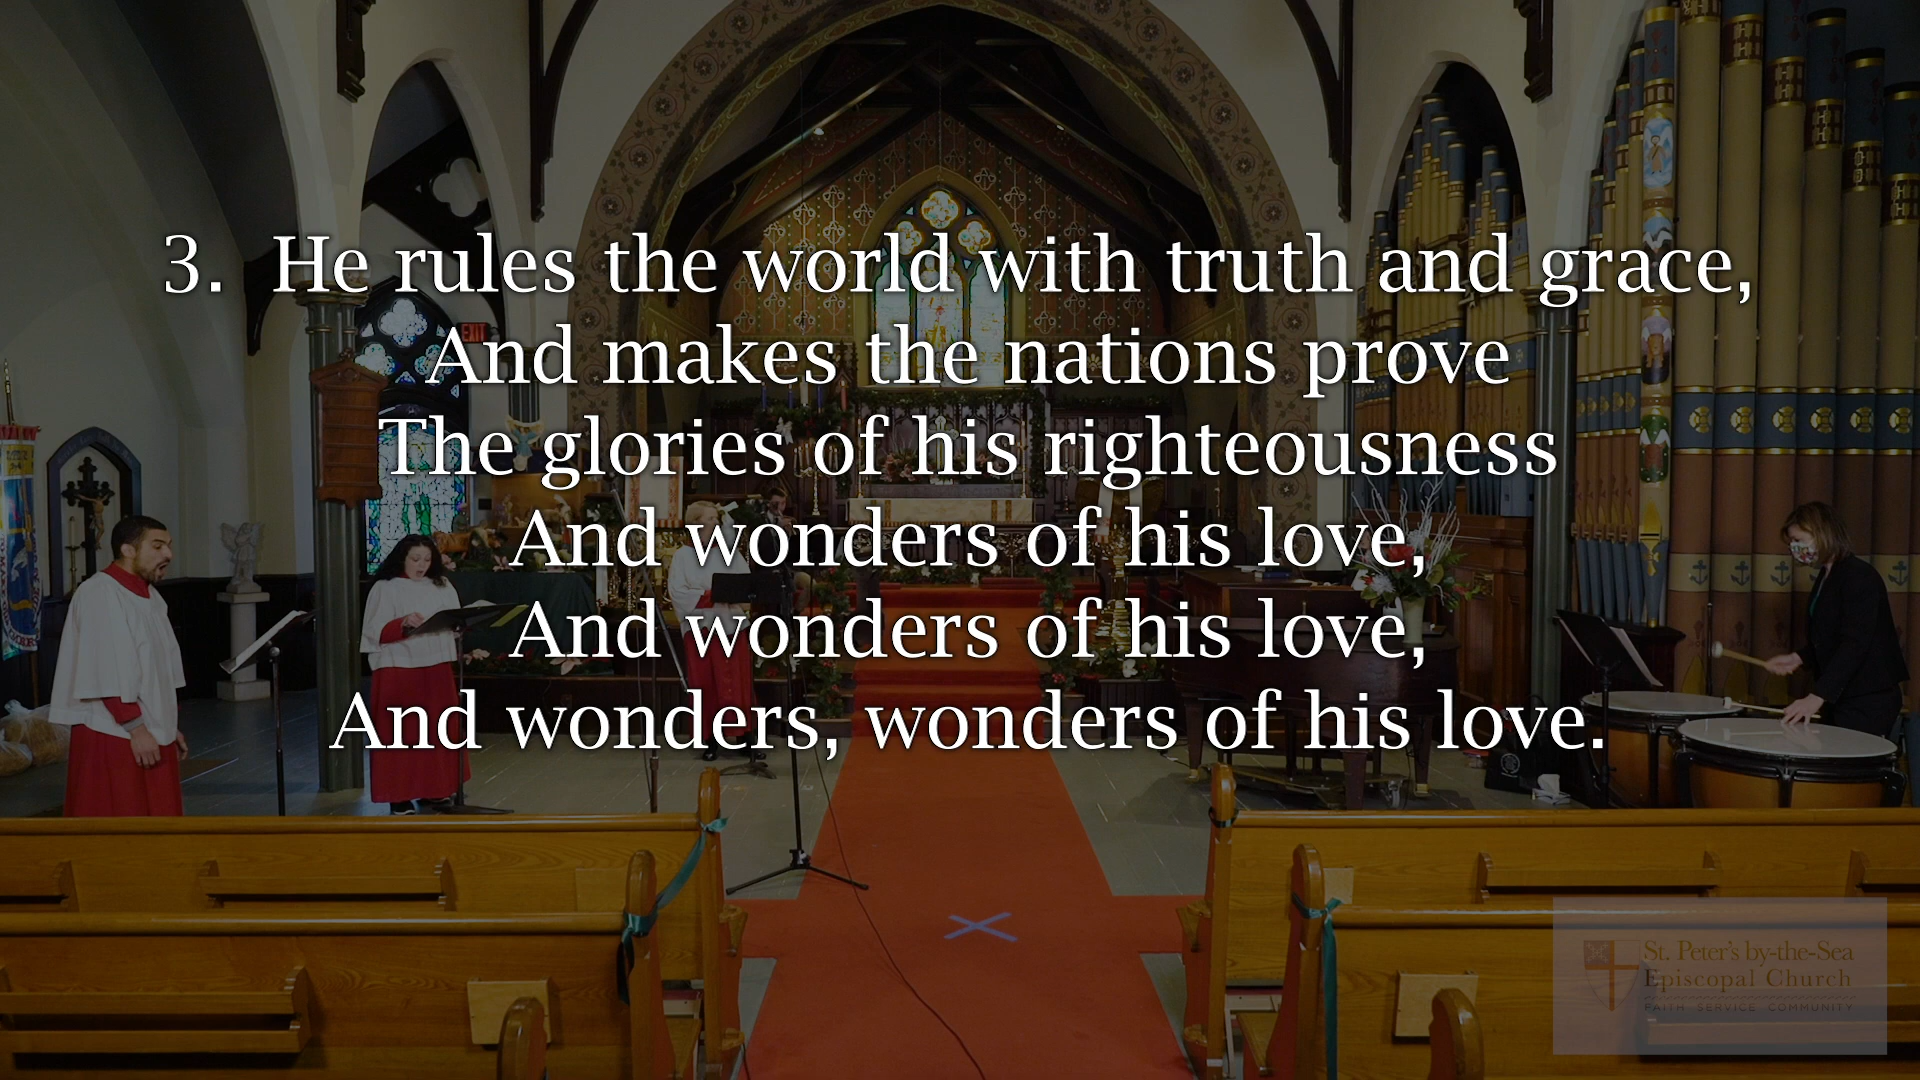 3. He rules the world with truth and grace,
And makes the nations prove
The glories of his righteousness
And wonders of his love,
And wonders of his love,
And wonders, wonders of his love.
EXIT
St. Peter's by-the-Sea
Episcopal Church
FAITH SERVICE COMMUNITY